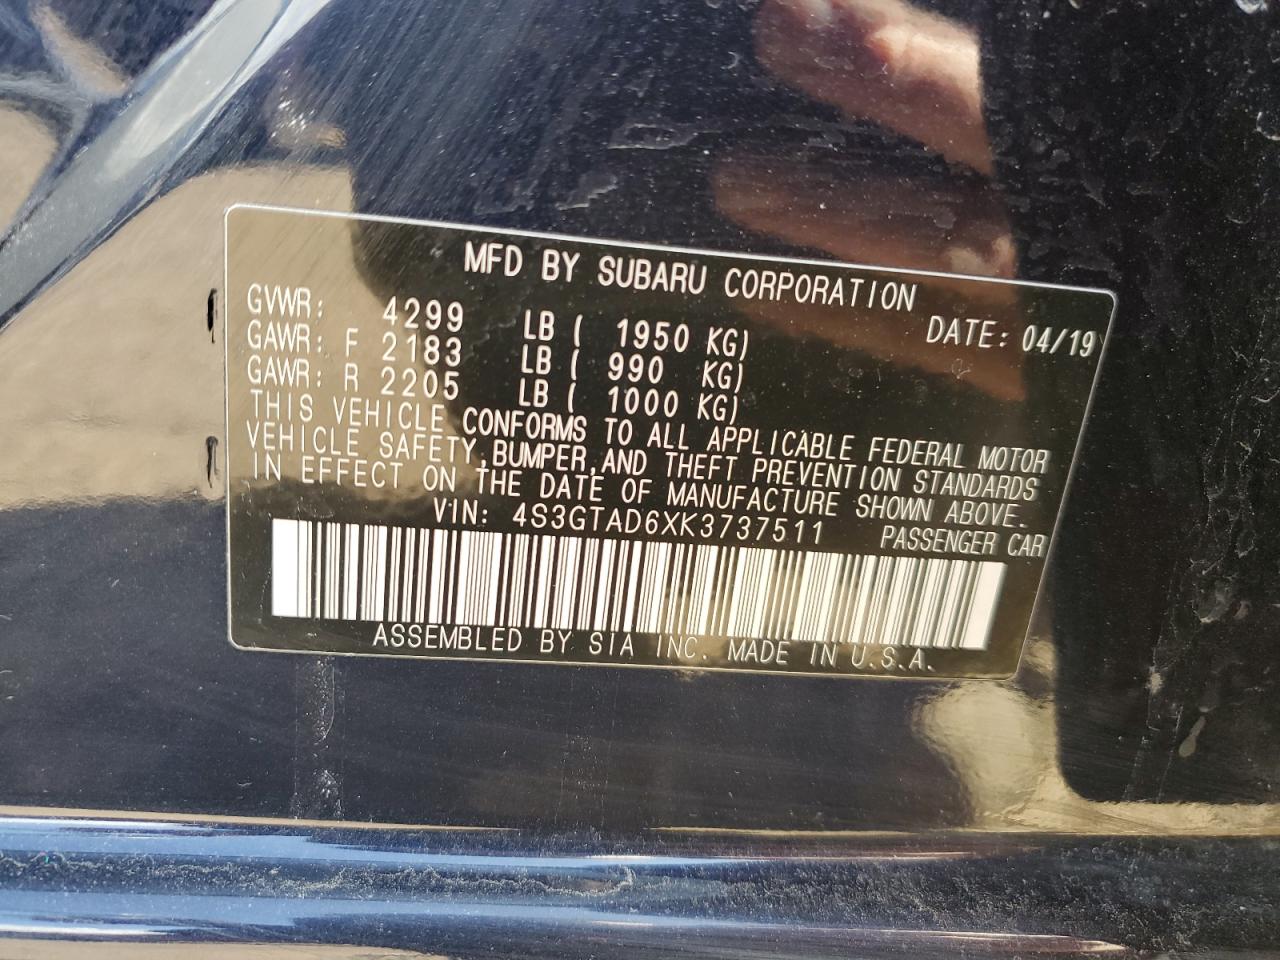 MFD BY SUBARU CORPORATION
GVWR: 4299 LB ( 1950 KG) DATE: 04/19
GAWR: F 2183 LB ( 990 KG)
GAWR: R 2205 LB ( 1000 KG)
THIS VEHICLE CONFORMS TO ALL APPLICABLE FEDERAL MOTOR
VEHICLE SAFETY,BUMPER,AND THEFT PREVENTION STANDARDS
IN EFFECT ON THE DATE OF MANUFACTURE SHOWN ABOVE.
VIN: 4S3GTAD6XK3737511 PASSENGER CAR
ASSEMBLED BY SIA INC. MADE IN U.S.A.